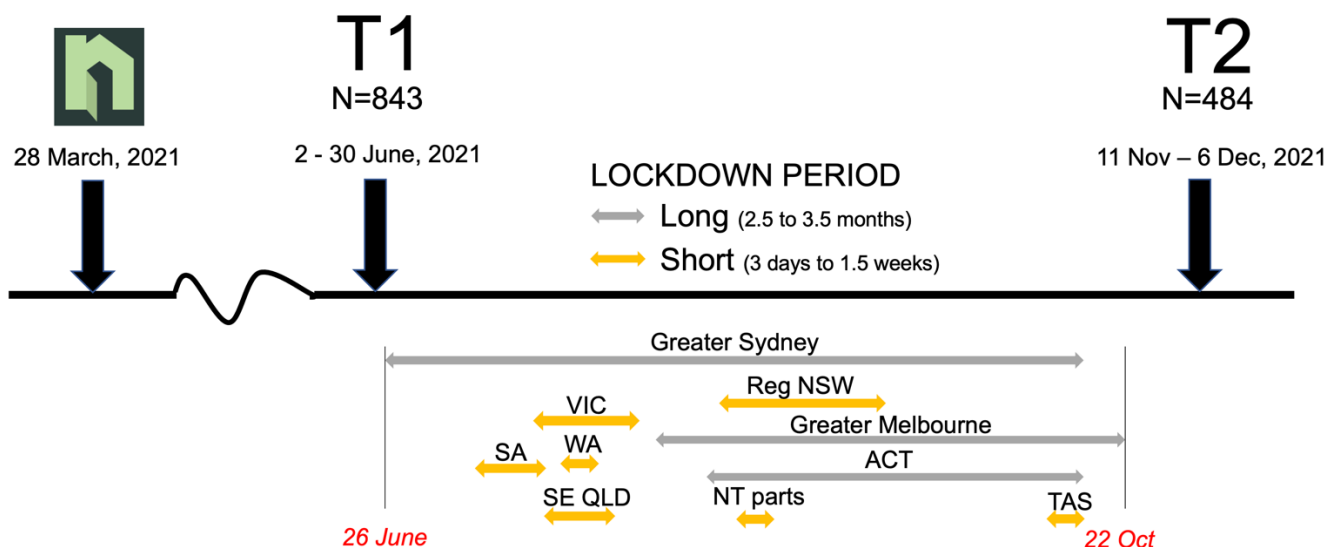 T1
N=843
T2
N=484
28 March, 2021
2 - 30 June, 2021
11 Nov – 6 Dec, 2021
LOCKDOWN PERIOD
Long (2.5 to 3.5 months)
Short (3 days to 1.5 weeks)
Greater Sydney
Reg NSW
VIC
Greater Melbourne
SA
WA
ACT
SE QLD
NT parts
TAS
26 June
22 Oct